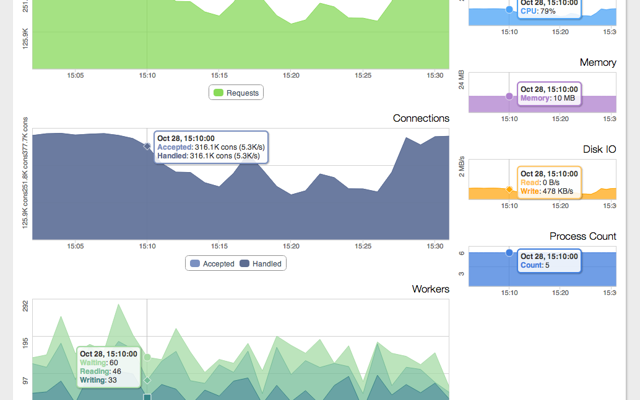 251.
125.9K
15:05
15:10
15:15
15:20
15:25
15:30
Requests
Connections
125.9K cons251.8K cons377.7K cons
Oct 28, 15:10:00
Accepted: 316.1K cons (5.3K/s)
Handled: 316.1K cons (5.3K/s)
15:05
15:10
15:15
15:20
15:25
15:30
Accepted
Handled
Workers
292
195
97
Oct 28, 15:10:00
Waiting: 60
Reading: 46
Writing: 33
Oct 28, 15:10:00
CPU: 79%
15:10
15:20
15:3
Memory
24 MB
Oct 28, 15:10:00
Memory: 10 MB
15:10
15:20
15:3
Disk IO
2 MB/s
Oct 28, 15:10:00
Read: 0 B/s
Write: 478 KB/s
15:10
15:20
15:3
Process Count
6
3
Oct 28, 15:10:00
Count: 5
15:10
15:20
15:3